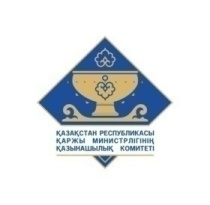 ҚАЗАҚСТАН РЕСПУБЛИКАСЫ
ҚАРЖЫ МИНИСТРЛІГІНІҢ
ҚАЗЫНАШЫЛЫҚ КОМИТЕТІ